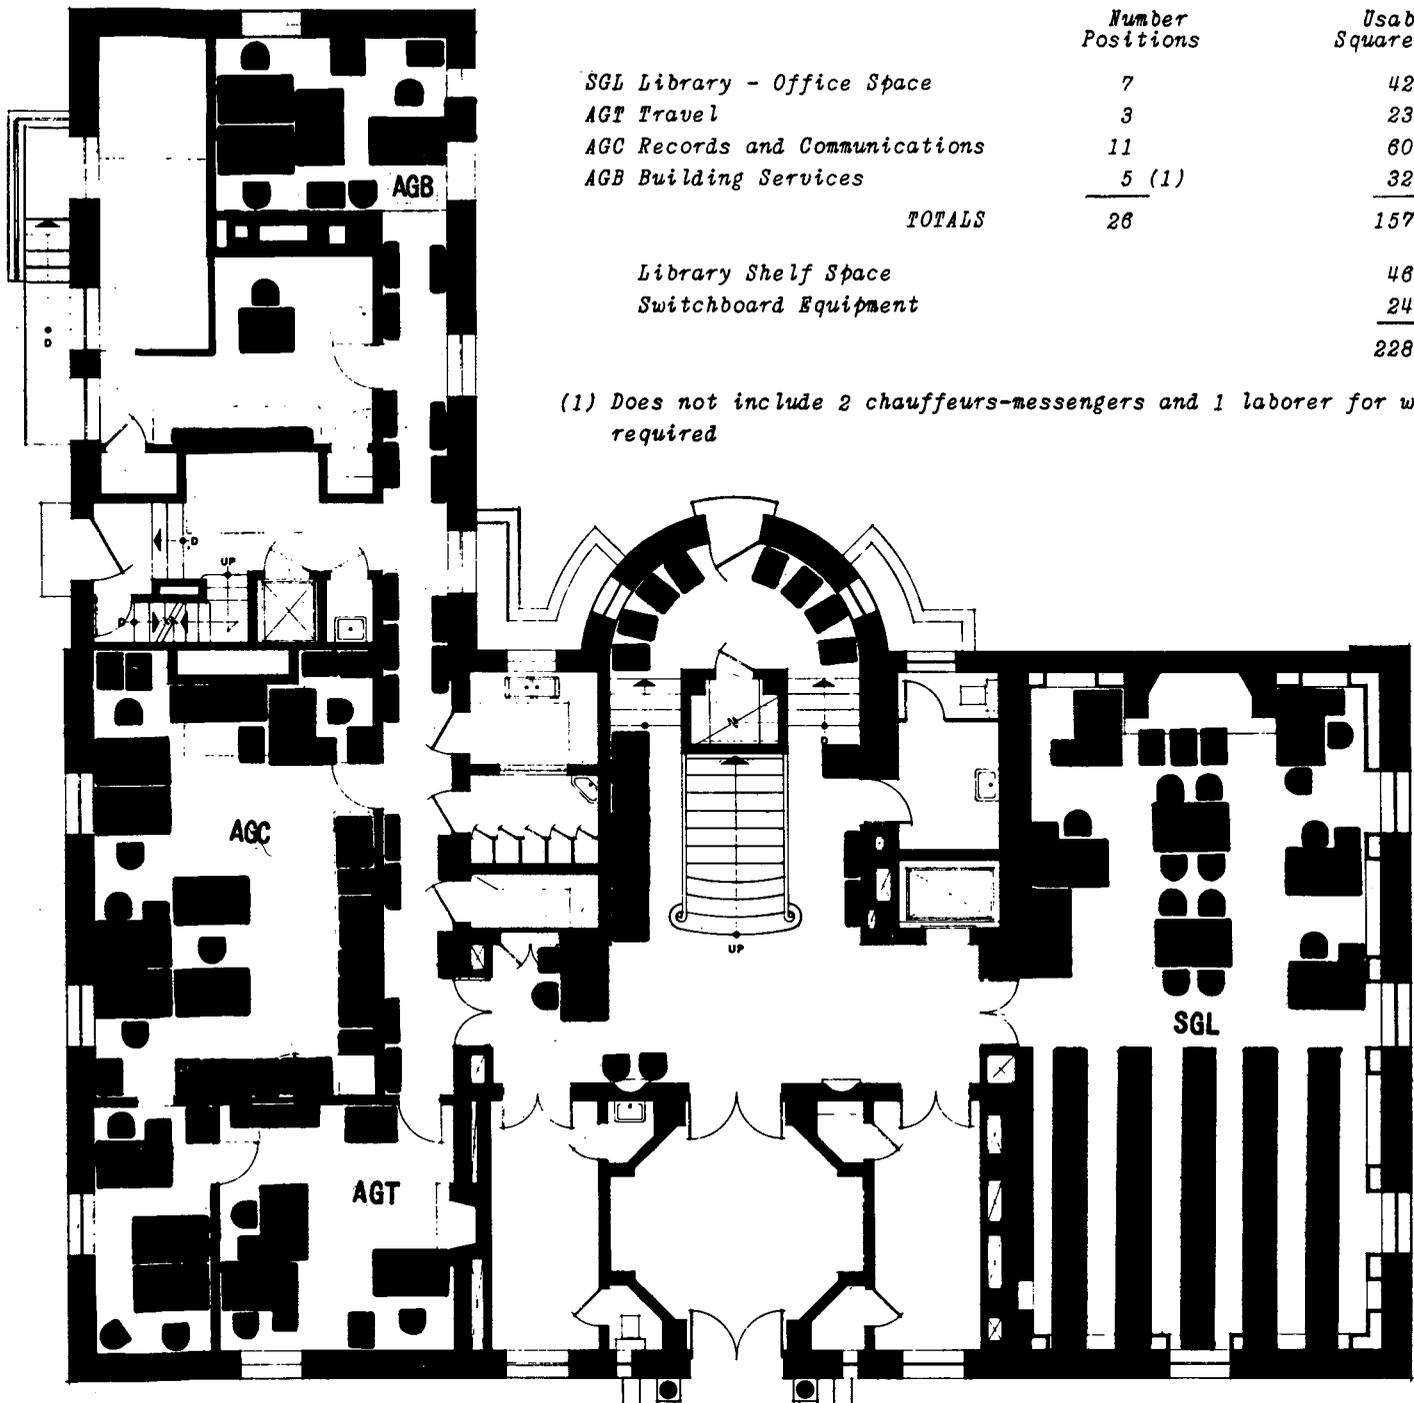 Number Usab
Positions Square
SGL Library - Office Space 7 42
AGT Travel 3 23
AGC Records and Communications 11 60
AGB Building Services 5 (1) 32
TOTALS 26 157
Library Shelf Space 46
Switchboard Equipment 24
228
(1) Does not include 2 chauffeurs-messengers and 1 laborer for w
required
AGB
D
D
UP
D
D
AGC
UP
SGL
AGT